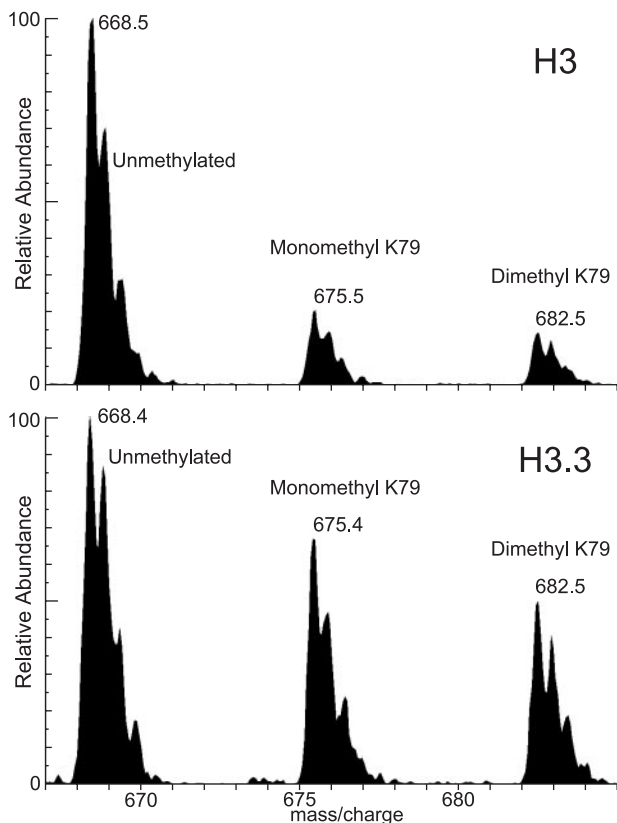 100
668.5
H3
Unmethylated
Relative Abundance
Monomethyl K79
675.5
Dimethyl K79
682.5
0
100
668.4
H3.3
Unmethylated
Relative Abundance
Monomethyl K79
675.4
Dimethyl K79
682.5
0
670
675
680
mass/charge